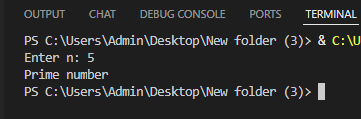 OUTPUT CHAT DEBUG CONSOLE PORTS TERMINAL
PS C:\Users\Admin\Desktop\New folder (3)> & C:\U
Enter n: 5
Prime number
PS C:\Users\Admin\Desktop\New folder (3)>